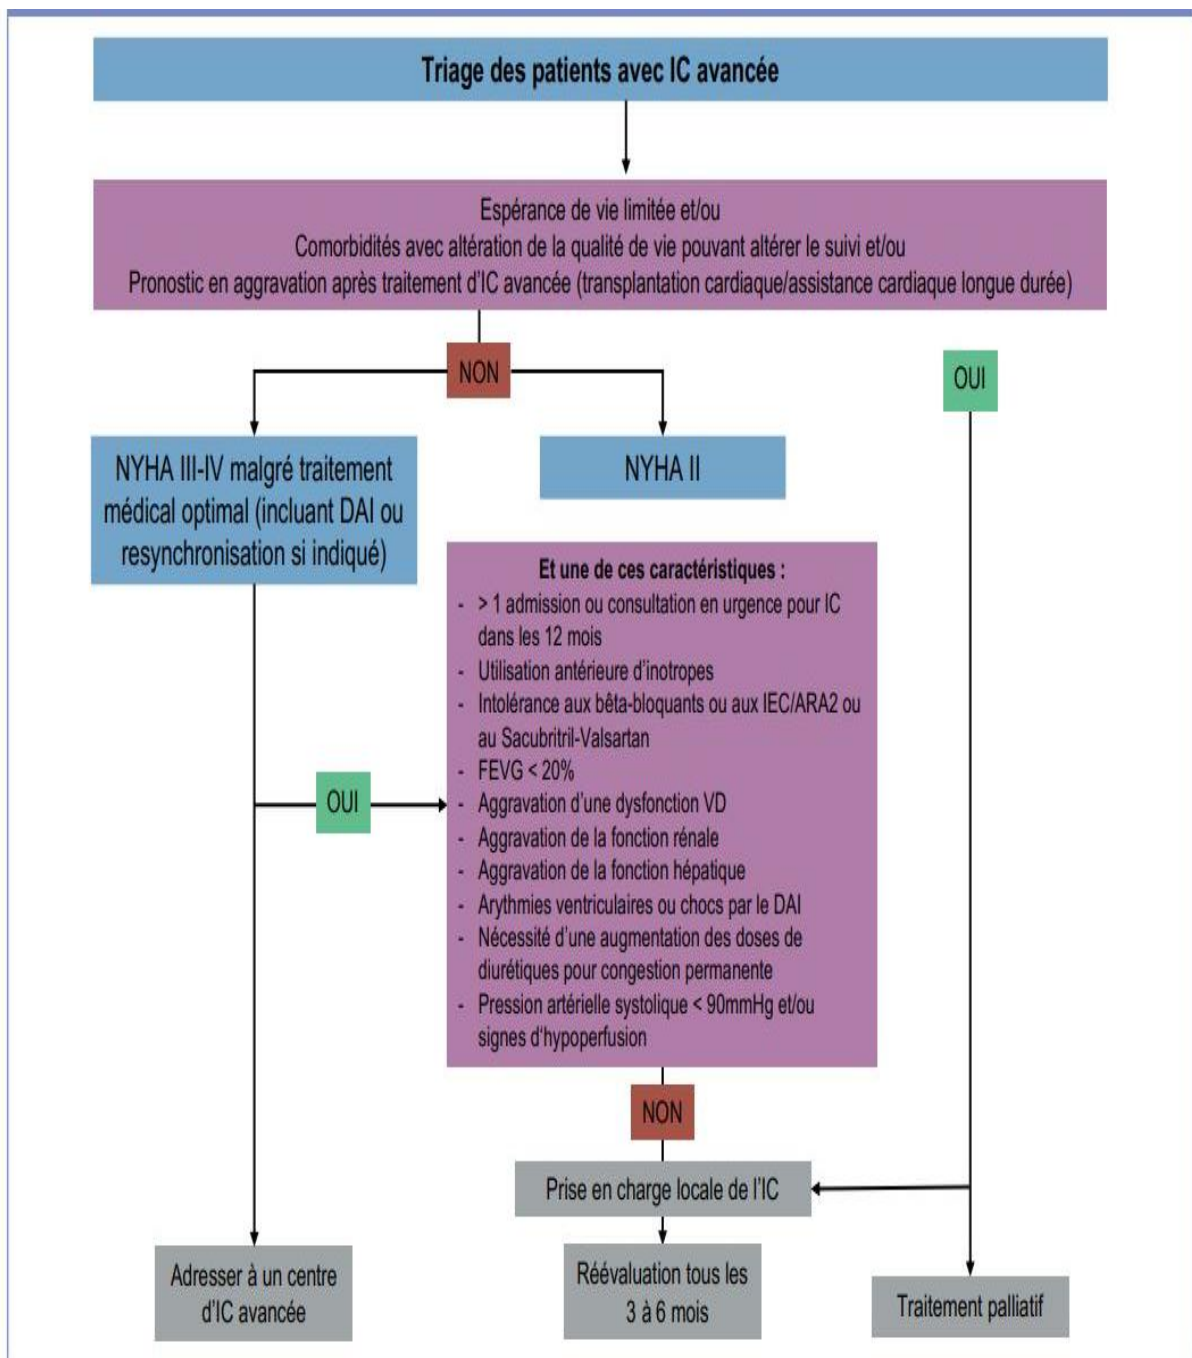 Triage des patients avec IC avancée
Espérance de vie limitée et/ou
Comorbidités avec altération de la qualité de vie pouvant altérer le suivi et/ou
Pronostic en aggravation après traitement d'IC avancée (transplantation cardiaque/assistance cardiaque longue durée)
NON
OUI
NYHA III-IV malgré traitement
médical optimal (incluant DAI ou
resynchronisation si indiqué)
NYHA II
Et une de ces caractéristiques :
- > 1 admission ou consultation en urgence pour IC
dans les 12 mois
- Utilisation antérieure d'inotropes
- Intolérance aux bêta-bloquants ou aux IEC/ARA2 ou
au Sacubritril-Valsartan
- FEVG < 20%
- Aggravation d'une dysfonction VD
- Aggravation de la fonction rénale
- Aggravation de la fonction hépatique
- Arythmies ventriculaires ou chocs par le DAI
- Nécessité d'une augmentation des doses de
diurétiques pour congestion permanente
- Pression artérielle systolique < 90mmHg et/ou
signes d'hypoperfusion
OUI
NON
Prise en charge locale de l'IC
Adresser à un centre
d'IC avancée
Réévaluation tous les
3 à 6 mois
Traitement palliatif